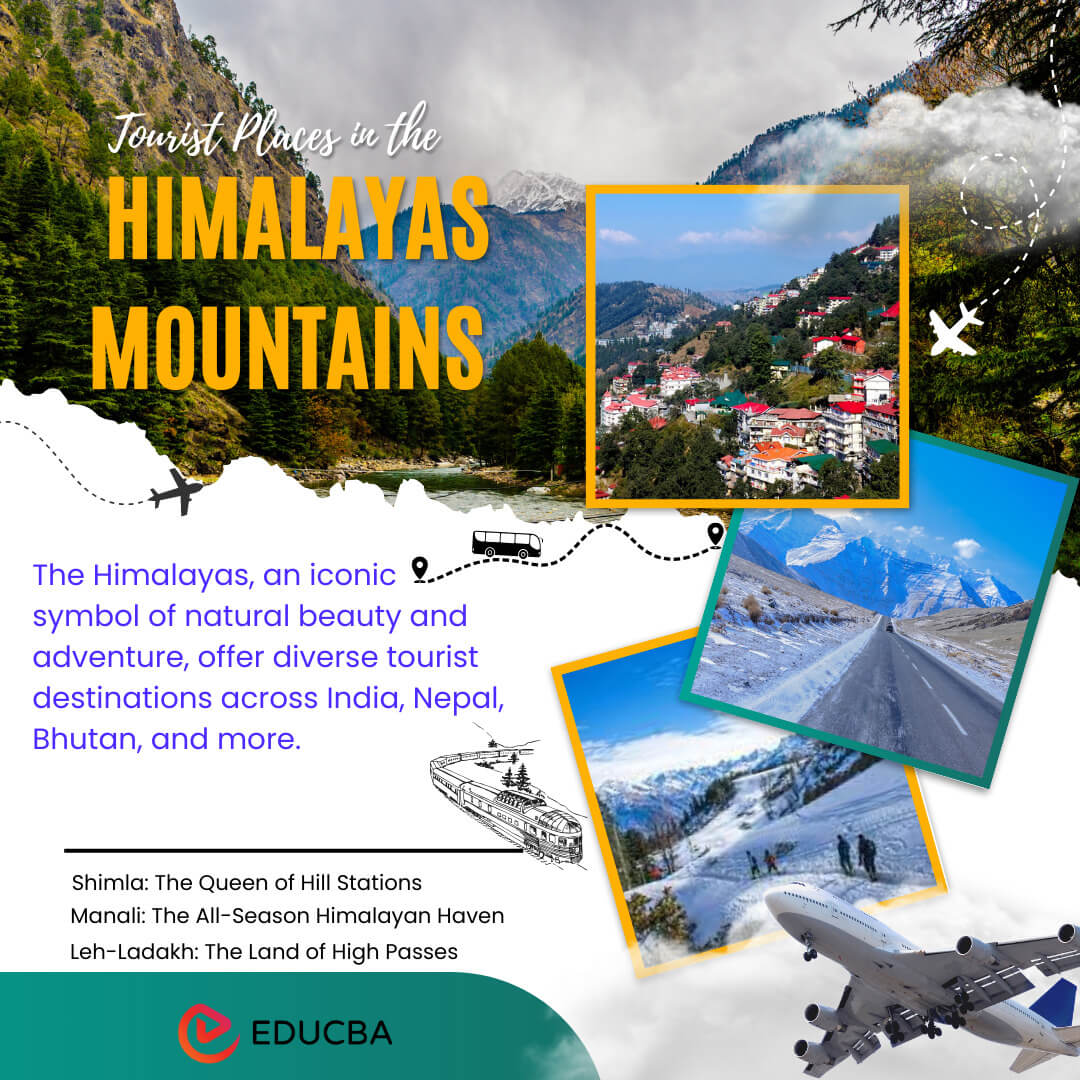 Tourist Places in the
HIMALAYAS
MOUNTAINS
The Himalayas, an iconic
symbol of natural beauty and
adventure, offer diverse tourist
destinations across India, Nepal,
Bhutan, and more.
Shimla: The Queen of Hill Stations
Manali: The All-Season Himalayan Haven
Leh-Ladakh: The Land of High Passes
EDUCBA